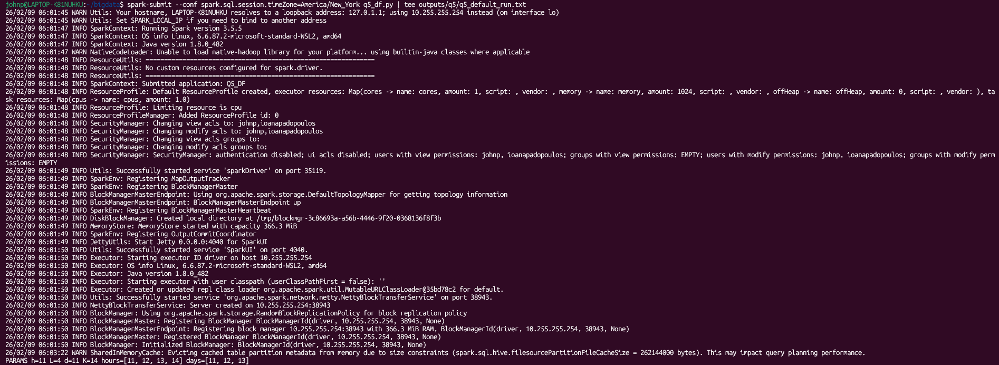 johnp@LAPTOP-K81NUHKU:~/bigdata$ spark-submit --conf spark.sql.session.timeZone=America/New_York q5_df.py | tee outputs/q5/q5_default_run.txt
26/02/09 06:01:45 WARN Utils: Your hostname, LAPTOP-K81NUHKU resolves to a loopback address: 127.0.1.1; using 10.255.255.254 instead (on interface lo)
26/02/09 06:01:45 WARN Utils: Set SPARK_LOCAL_IP if you need to bind to another address
26/02/09 06:01:47 INFO SparkContext: Running Spark version 3.5.5
26/02/09 06:01:47 INFO SparkContext: OS info Linux, 6.6.87.2-microsoft-standard-WSL2, amd64
26/02/09 06:01:47 INFO SparkContext: Java version 1.8.0_482
26/02/09 06:01:47 WARN NativeCodeLoader: Unable to load native-hadoop library for your platform... using builtin-java classes where applicable
26/02/09 06:01:48 INFO ResourceUtils: ==============================================================
26/02/09 06:01:48 INFO ResourceUtils: No custom resources configured for spark.driver.
26/02/09 06:01:48 INFO ResourceUtils: ==============================================================
26/02/09 06:01:48 INFO SparkContext: Submitted application: Q5_DF
26/02/09 06:01:48 INFO ResourceProfile: Default ResourceProfile created, executor resources: Map(cores -> name: cores, amount: 1, script: , vendor: , memory -> name: memory, amount: 1024, script: , vendor: , offHeap -> name: offHeap, amount: 0, script: , vendor: ), ta
sk resources: Map(cpus -> name: cpus, amount: 1.0)
26/02/09 06:01:48 INFO ResourceProfile: Limiting resource is cpu
26/02/09 06:01:48 INFO ResourceProfileManager: Added ResourceProfile id: 0
26/02/09 06:01:48 INFO SecurityManager: Changing view acls to: johnp,ioanapadopoulos
26/02/09 06:01:48 INFO SecurityManager: Changing modify acls to: johnp,ioanapadopoulos
26/02/09 06:01:48 INFO SecurityManager: Changing view acls groups to:
26/02/09 06:01:48 INFO SecurityManager: Changing modify acls groups to:
26/02/09 06:01:48 INFO SecurityManager: SecurityManager: authentication disabled; ui acls disabled; users with view permissions: johnp, ioanapadopoulos; groups with view permissions: EMPTY; users with modify permissions: johnp, ioanapadopoulos; groups with modify perm
issions: EMPTY
26/02/09 06:01:49 INFO Utils: Successfully started service 'sparkDriver' on port 35119.
26/02/09 06:01:49 INFO SparkEnv: Registering MapOutputTracker
26/02/09 06:01:49 INFO SparkEnv: Registering BlockManagerMaster
26/02/09 06:01:49 INFO BlockManagerMasterEndpoint: Using org.apache.spark.storage.DefaultTopologyMapper for getting topology information
26/02/09 06:01:49 INFO BlockManagerMasterEndpoint: BlockManagerMasterEndpoint up
26/02/09 06:01:49 INFO SparkEnv: Registering BlockManagerMasterHeartbeat
26/02/09 06:01:49 INFO DiskBlockManager: Created local directory at /tmp/blockmgr-3c86693a-a56b-4446-9f20-0368136f8f3b
26/02/09 06:01:49 INFO MemoryStore: MemoryStore started with capacity 366.3 MiB
26/02/09 06:01:49 INFO SparkEnv: Registering OutputCommitCoordinator
26/02/09 06:01:49 INFO JettyUtils: Start Jetty 0.0.0.0:4040 for SparkUI
26/02/09 06:01:50 INFO Utils: Successfully started service 'SparkUI' on port 4040.
26/02/09 06:01:50 INFO Executor: Starting executor ID driver on host 10.255.255.254
26/02/09 06:01:50 INFO Executor: OS info Linux, 6.6.87.2-microsoft-standard-WSL2, amd64
26/02/09 06:01:50 INFO Executor: Java version 1.8.0_482
26/02/09 06:01:50 INFO Executor: Starting executor with user classpath (userClassPathFirst = false): ''
26/02/09 06:01:50 INFO Executor: Created or updated repl class loader org.apache.spark.util.MutableURLClassLoader@35bd78c2 for default.
26/02/09 06:01:50 INFO Utils: Successfully started service 'org.apache.spark.network.netty.NettyBlockTransferService' on port 38943.
26/02/09 06:01:50 INFO NettyBlockTransferService: Server created on 10.255.255.254:38943
26/02/09 06:01:50 INFO BlockManager: Using org.apache.spark.storage.RandomBlockReplicationPolicy for block replication policy
26/02/09 06:01:50 INFO BlockManagerMaster: Registering BlockManager BlockManagerId(driver, 10.255.255.254, 38943, None)
26/02/09 06:01:50 INFO BlockManagerMasterEndpoint: Registering block manager 10.255.255.254:38943 with 366.3 MiB RAM, BlockManagerId(driver, 10.255.255.254, 38943, None)
26/02/09 06:01:50 INFO BlockManagerMaster: Registered BlockManager BlockManagerId(driver, 10.255.255.254, 38943, None)
26/02/09 06:01:50 INFO BlockManager: Initialized BlockManager: BlockManagerId(driver, 10.255.255.254, 38943, None)
26/02/09 06:03:22 WARN SharedInMemoryCache: Evicting cached table partition metadata from memory due to size constraints (spark.sql.hive.filesourcePartitionFileCacheSize = 262144000 bytes). This may impact query planning performance.
PARAMS h=11 L=4 d=11 K=14 hours=[11, 12, 13, 14] days=[11, 12, 13]